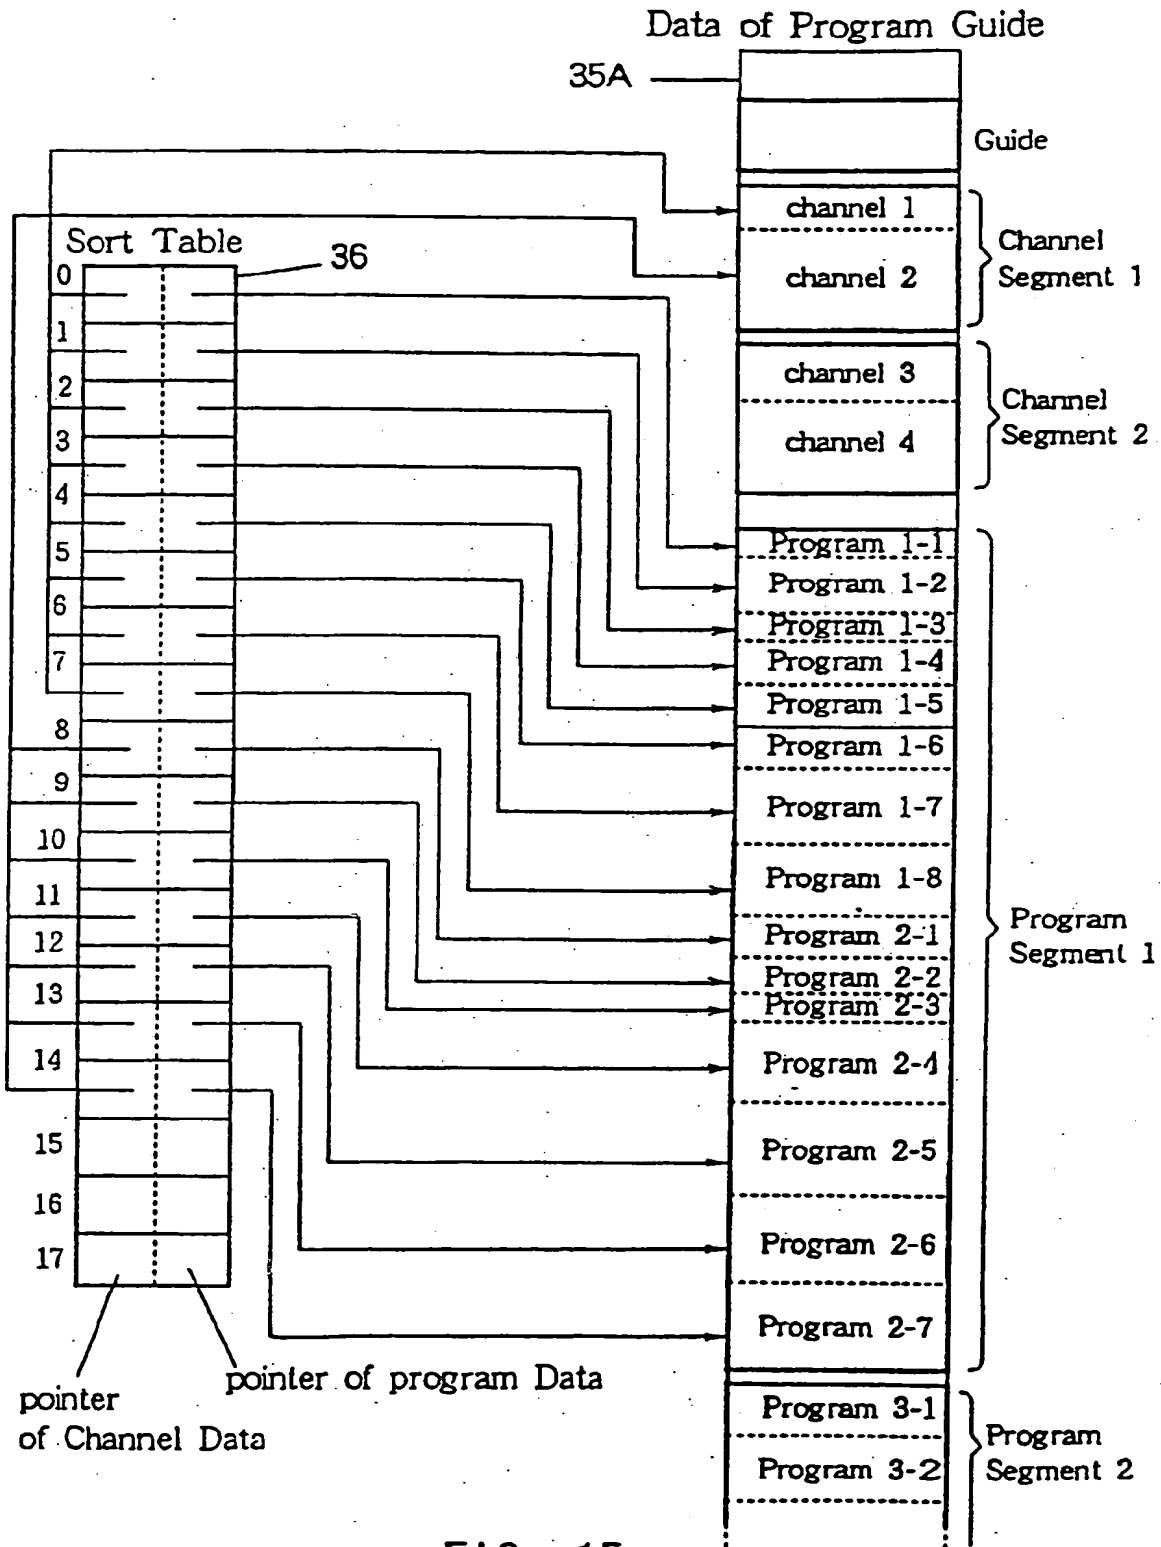 Data of Program Guide
35A
Guide
channel 1
channel 2
Channel
Segment 1
Sort Table
36
channel 3
channel 4
Channel
Segment 2
0
1
2
3
4
5
6
7
8
9
10
11
12
13
14
15
16
17
Program 1-1
Program 1-2
Program 1-3
Program 1-4
Program 1-5
Program 1-6
Program 1-7
Program 1-8
Program 2-1
Program 2-2
Program 2-3
Program 2-4
Program 2-5
Program 2-6
Program 2-7
Program
Segment 1
pointer
of Channel Data
pointer of program Data
Program 3-1
Program 3-2
Program
Segment 2